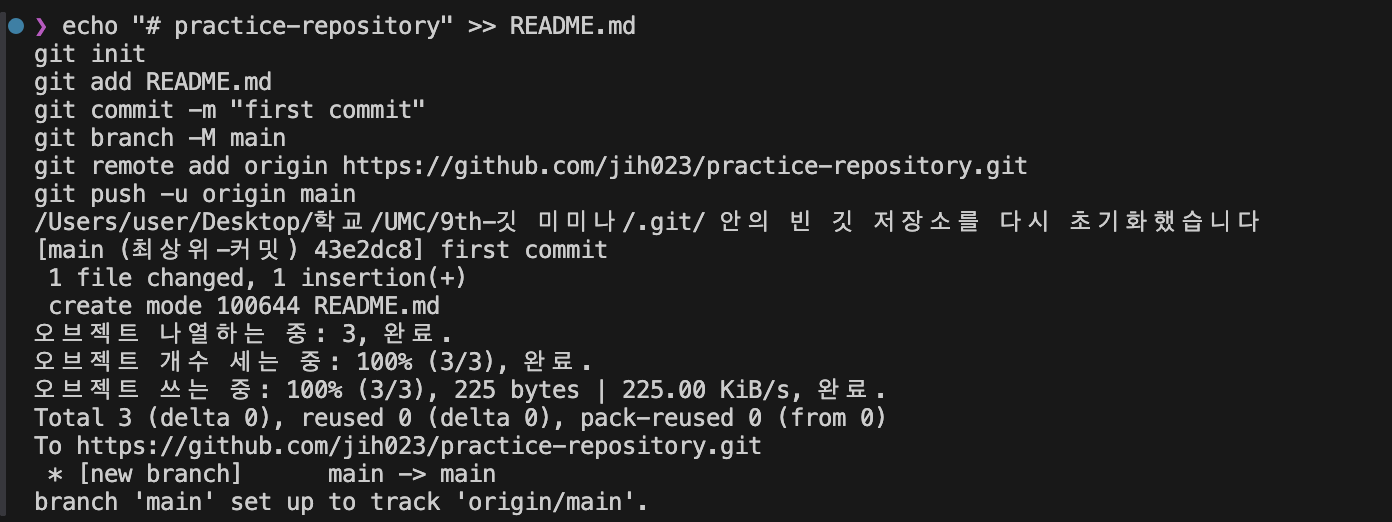 ❯ echo "# practice-repository" >> README.md
git init
git add README.md
git commit -m "first commit"
git branch -M main
git remote add origin https://github.com/jih023/practice-repository.git
git push -u origin main
/Users/user/Desktop/학교/UMC/9th-깃 미미나/.git/ 안의 빈 깃 저장소를 다시 초기화했습니다
[main (최상위-커밋) 43e2dc8] first commit
 1 file changed, 1 insertion(+)
 create mode 100644 README.md
오브젝트 나열하는 중: 3, 완료.
오브젝트 개수 세는 중: 100% (3/3), 완료.
오브젝트 쓰는 중: 100% (3/3), 225 bytes | 225.00 KiB/s, 완료.
Total 3 (delta 0), reused 0 (delta 0), pack-reused 0 (from 0)
To https://github.com/jih023/practice-repository.git
 * [new branch]      main -> main
branch 'main' set up to track 'origin/main'.